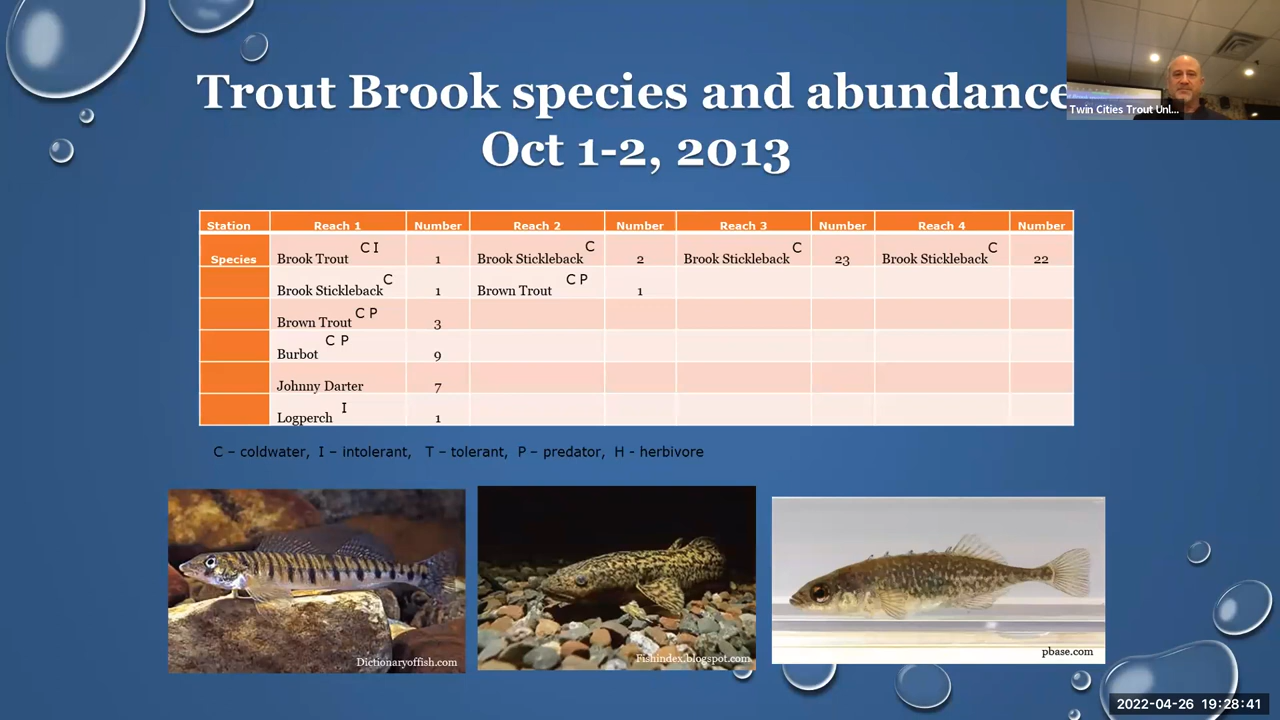 Trout Brook species and abundance
Oct 1-2, 2013
Twin Cities Trout Unl...
Station Reach 1 Number Reach 2 Number Reach 3 Number Reach 4 Number
Species Brook Trout C I 1 Brook Stickleback C 2 Brook Stickleback C 23 Brook Stickleback C 22
Brook Stickleback C 1 Brown Trout C P 1
Brown Trout C P 3
Burbot C P 9
Johnny Darter 7
Logperch I 1
C – coldwater, I – intolerant, T – tolerant, P – predator, H - herbivore
Dictionaryoffish.com
Fishindex.blogspot.com
pbase.com
2022-04-26 19:28:41